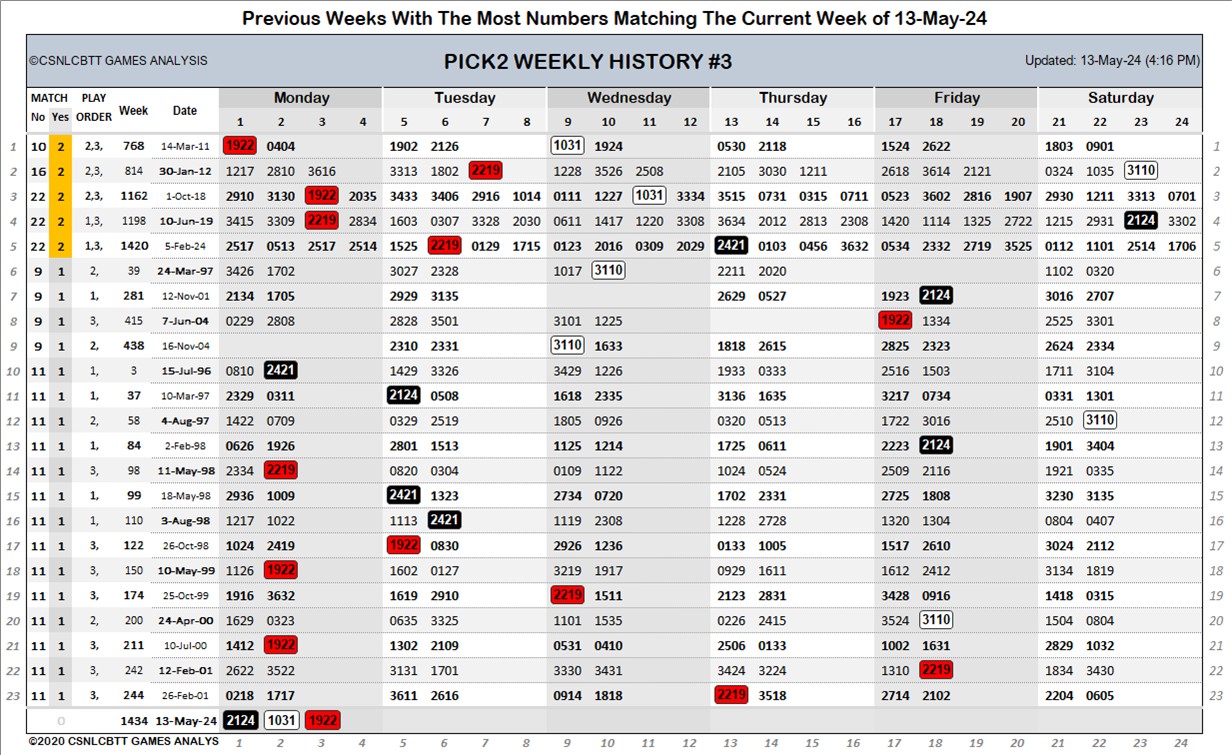 Previous Weeks With The Most Numbers Matching The Current Week of 13-May-24
©CSNLCBTT GAMES ANALYSIS PICK2 WEEKLY HISTORY #3 Updated: 13-May-24 (4:16 PM)
MATCH PLAY Week Date Monday Tuesday Wednesday Thursday Friday Saturday
No Yes ORDER 1 2 3 4 5 6 7 8 9 10 11 12 13 14 15 16 17 18 19 20 21 22 23 24
1 10 2 2,3, 768 14-Mar-11 1922 0404 1902 2126 1031 1924 0530 2118 1524 2622 1803 0901 1
2 16 2 2,3, 814 30-Jan-12 1217 2810 3616 3313 1802 2219 1228 3526 2508 2105 3030 1211 2618 3614 2121 0324 1035 3110 2
3 22 2 2,3, 1162 1-Oct-18 2910 3130 1922 2035 3433 3406 2916 1014 0111 1227 1031 3334 3515 0731 0315 0711 0523 3602 2816 1907 2930 1211 3313 0701 3
4 22 2 1,3, 1198 10-Jun-19 3415 3309 2219 2834 1603 0307 3328 2030 0611 1417 1220 3308 3634 2012 2813 2308 1420 1114 1325 2722 1215 2931 2124 3302 4
5 22 2 1,3, 1420 5-Feb-24 2517 0513 2517 2514 1525 2219 0129 1715 0123 2016 0309 2029 2421 0103 0456 3632 0534 2332 2719 3525 0112 1101 2514 1706 5
6 9 1 2, 39 24-Mar-97 3426 1702 3027 2328 1017 3110 2211 2020 1102 0320 6
7 9 1 1, 281 12-Nov-01 2134 1705 2929 3135 2629 0527 1923 2124 3016 2707 7
8 9 1 3, 415 7-Jun-04 0229 2808 2828 3501 3101 1225 1922 1334 2525 3301 8
9 9 1 2, 438 16-Nov-04 2310 2331 3110 1633 1818 2615 2825 2323 2624 2334 9
10 11 1 1, 3 15-Jul-96 0810 2421 1429 3326 3429 1226 1933 0333 2516 1503 1711 3104 10
11 11 1 1, 37 10-Mar-97 2329 0311 2124 0508 1618 2335 3136 1635 3217 0734 0331 1301 11
12 11 1 2, 58 4-Aug-97 1422 0709 0329 2519 1805 0926 0320 0513 1722 3016 2510 3110 12
13 11 1 1, 84 2-Feb-98 0626 1926 2801 1513 1125 1214 1725 0611 2223 2124 1901 3404 13
14 11 1 3, 98 11-May-98 2334 2219 0820 0304 0109 1122 1024 0524 2509 2116 1921 0335 14
15 11 1 1, 99 18-May-98 2936 1009 2421 1323 2734 0720 1702 2331 2725 1808 3230 3135 15
16 11 1 1, 110 3-Aug-98 1217 1022 1113 2421 1119 2308 1228 2728 1320 1304 0804 0407 16
17 11 1 3, 122 26-Oct-98 1024 2419 1922 0830 2926 1236 0133 1005 1517 2610 3024 2112 17
18 11 1 3, 150 10-May-99 1126 1922 1602 0127 3219 1917 0929 1611 1612 2412 3134 1819 18
19 11 1 3, 174 25-Oct-99 1916 3632 1619 2910 2219 1511 2123 2831 3428 0916 1418 0315 19
20 11 1 2, 200 24-Apr-00 1629 0323 0635 3325 1101 1535 0226 2415 3524 3110 1504 0804 20
21 11 1 3, 211 10-Jul-00 1412 1922 1302 2109 0531 0410 2506 0133 1002 1631 2829 1032 21
22 11 1 3, 242 12-Feb-01 2622 3522 3131 1701 3330 3431 3424 3224 1310 2219 1834 3430 22
23 11 1 3, 244 26-Feb-01 0218 1717 3611 2616 0914 1818 2219 3518 2714 2102 2204 0605 23
0 1434 13-May-24 2124 1031 1922
©2020 CSNLCBTT GAMES ANALYS 1 2 3 4 5 6 7 8 9 10 11 12 13 14 15 16 17 18 19 20 21 22 23 24